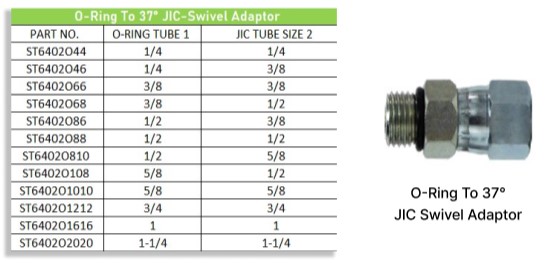 O-Ring To 37° JIC-Swivel Adaptor
PART NO. O-RING TUBE 1 JIC TUBE SIZE 2
ST6402O44 1/4 1/4
ST6402O46 1/4 3/8
ST6402O66 3/8 3/8
ST6402O68 3/8 1/2
ST6402O86 1/2 3/8
ST6402O88 1/2 1/2
ST6402O810 1/2 5/8
ST6402O108 5/8 1/2
ST6402O1010 5/8 5/8
ST6402O1212 3/4 3/4
ST6402O1616 1 1
ST6402O2020 1-1/4 1-1/4
O-Ring To 37°
JIC Swivel Adaptor